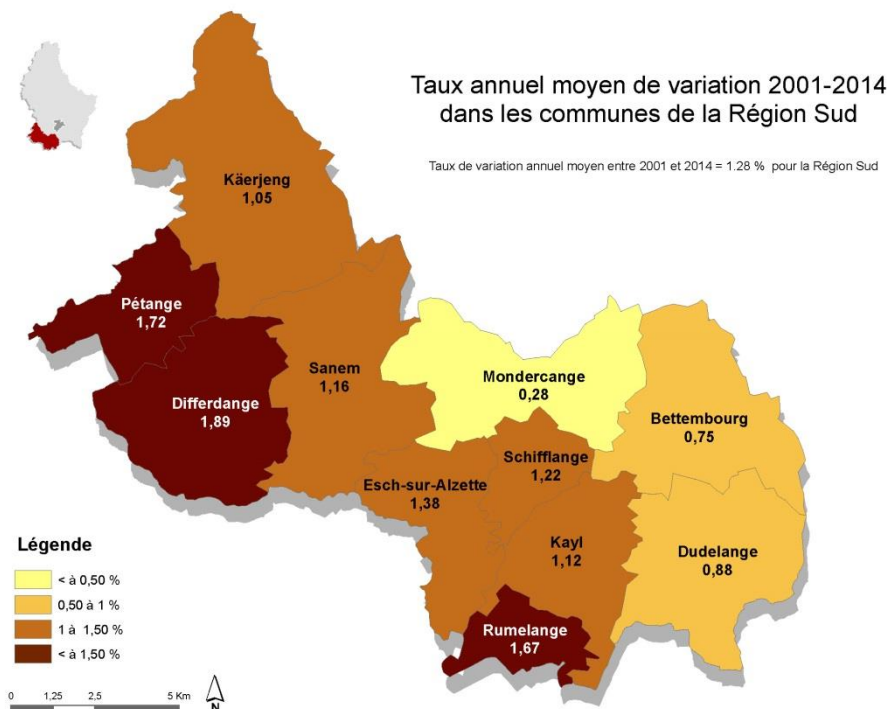 Taux annuel moyen de variation 2001-2014
dans les communes de la Région Sud
Taux de variation annuel moyen entre 2001 et 2014 = 1.28 % pour la Région Sud
Käerjeng
1,05
Pétange
1,72
Differdange
1,89
Sanem
1,16
Mondercange
0,28
Bettembourg
0,75
Schifflange
1,22
Esch-sur-Alzette
1,38
Kayl
1,12
Dudelange
0,88
Rumelange
1,67
Légende
< à 0,50 %
0,50 à 1 %
1 à 1,50 %
< à 1,50 %
0 1,25 2,5 5 Km
N